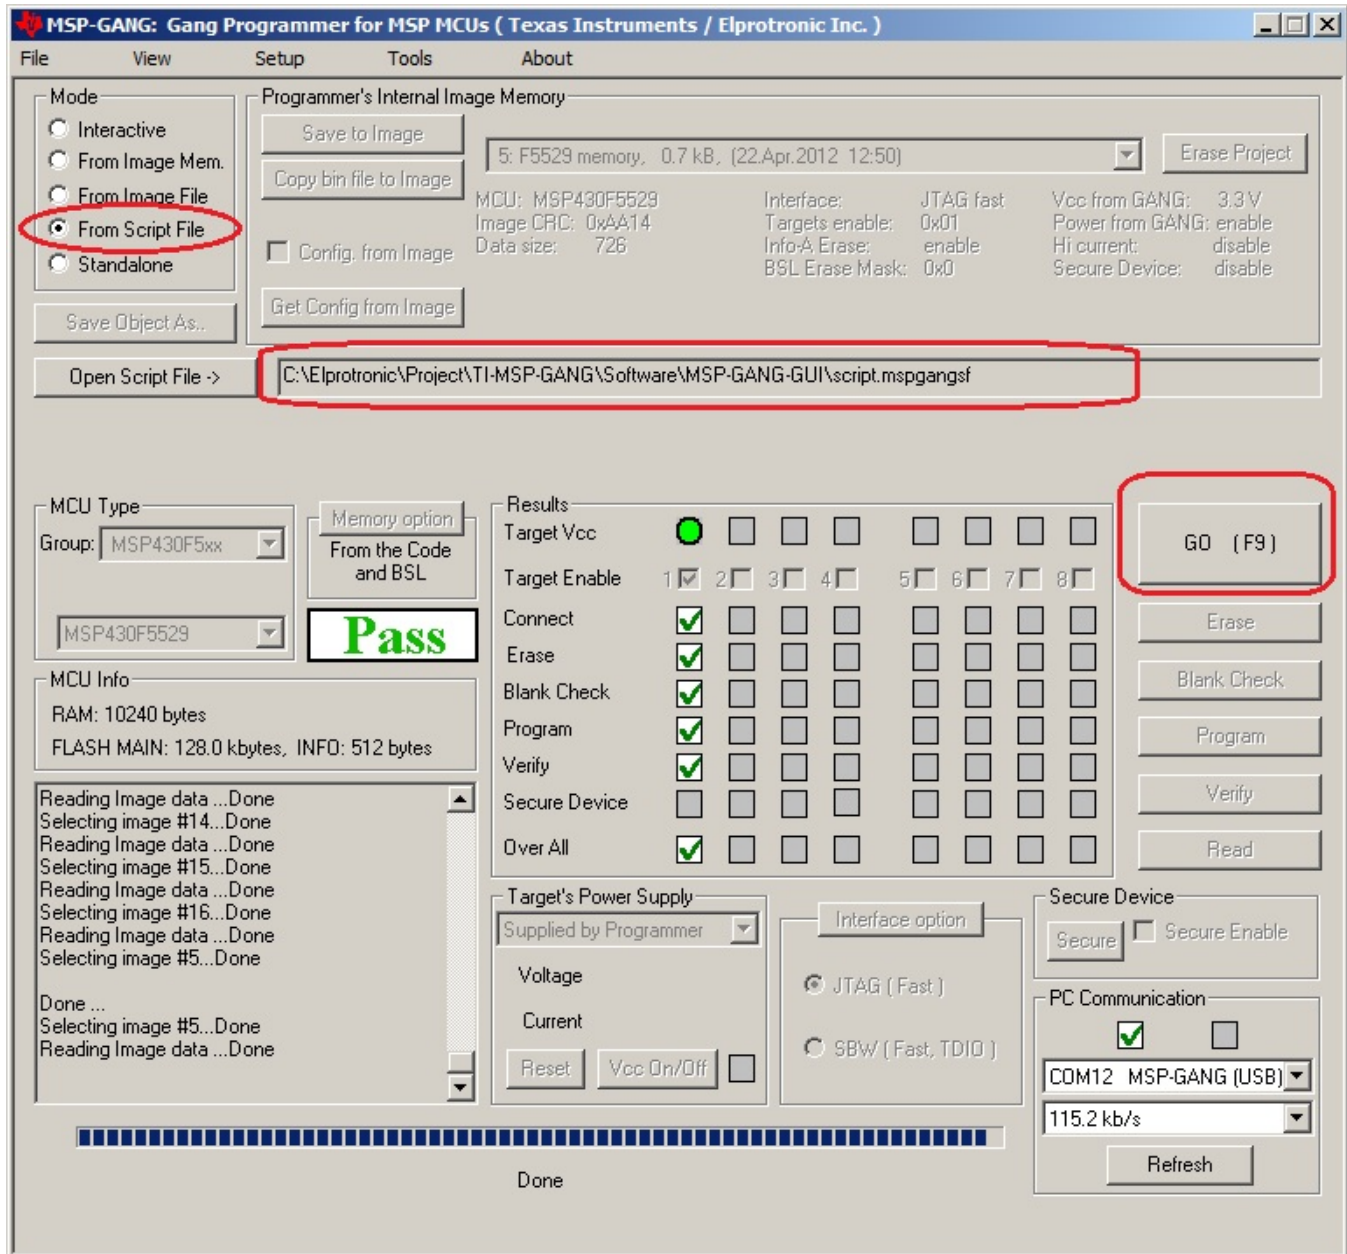 MSP-GANG: Gang Programmer for MSP MCUs ( Texas Instruments / Elprotronic Inc. )
File View Setup Tools About
Mode
Interactive
From Image Mem.
From Image File
From Script File
Standalone
Save Object As..
Programmer's Internal Image Memory
Save to Image
Copy bin file to Image
Config. from Image
Get Config from Image
5: F5529 memory, 0.7 kB, (22.Apr.2012 12:50)
Erase Project
MCU: MSP430F5529
Image CRC: 0xAA14
Data size: 726
Interface: JTAG fast
Targets enable: 0x01
Info-A Erase: enable
BSL Erase Mask: 0x0
Vcc from GANG: 3.3 V
Power from GANG: enable
Hi current: disable
Secure Device: disable
Open Script File ->
C:\Elprotronic\Project\TI-MSP-GANG\Software\MSP-GANG-GUI\script.mspgangsf
MCU Type
Group: MSP430F5xx
MSP430F5529
Memory option
From the Code
and BSL
Pass
MCU Info
RAM: 10240 bytes
FLASH MAIN: 128.0 kbytes, INFO: 512 bytes
Reading Image data ...Done
Selecting image #14...Done
Reading Image data ...Done
Selecting image #15...Done
Reading Image data ...Done
Selecting image #16...Done
Reading Image data ...Done
Selecting image #5...Done
Done ...
Selecting image #5...Done
Reading Image data ...Done
Results
Target Vcc
Target Enable 1 2 3 4 5 6 7 8
Connect
Erase
Blank Check
Program
Verify
Secure Device
Over All
GO (F9)
Erase
Blank Check
Program
Verify
Read
Target's Power Supply
Supplied by Programmer
Voltage
Current
Reset
Vcc On/Off
Interface option
JTAG ( Fast )
SBW ( Fast, TDIO )
Secure Device
Secure
Secure Enable
PC Communication
COM12 MSP-GANG (USB)
115.2 kb/s
Refresh
Done